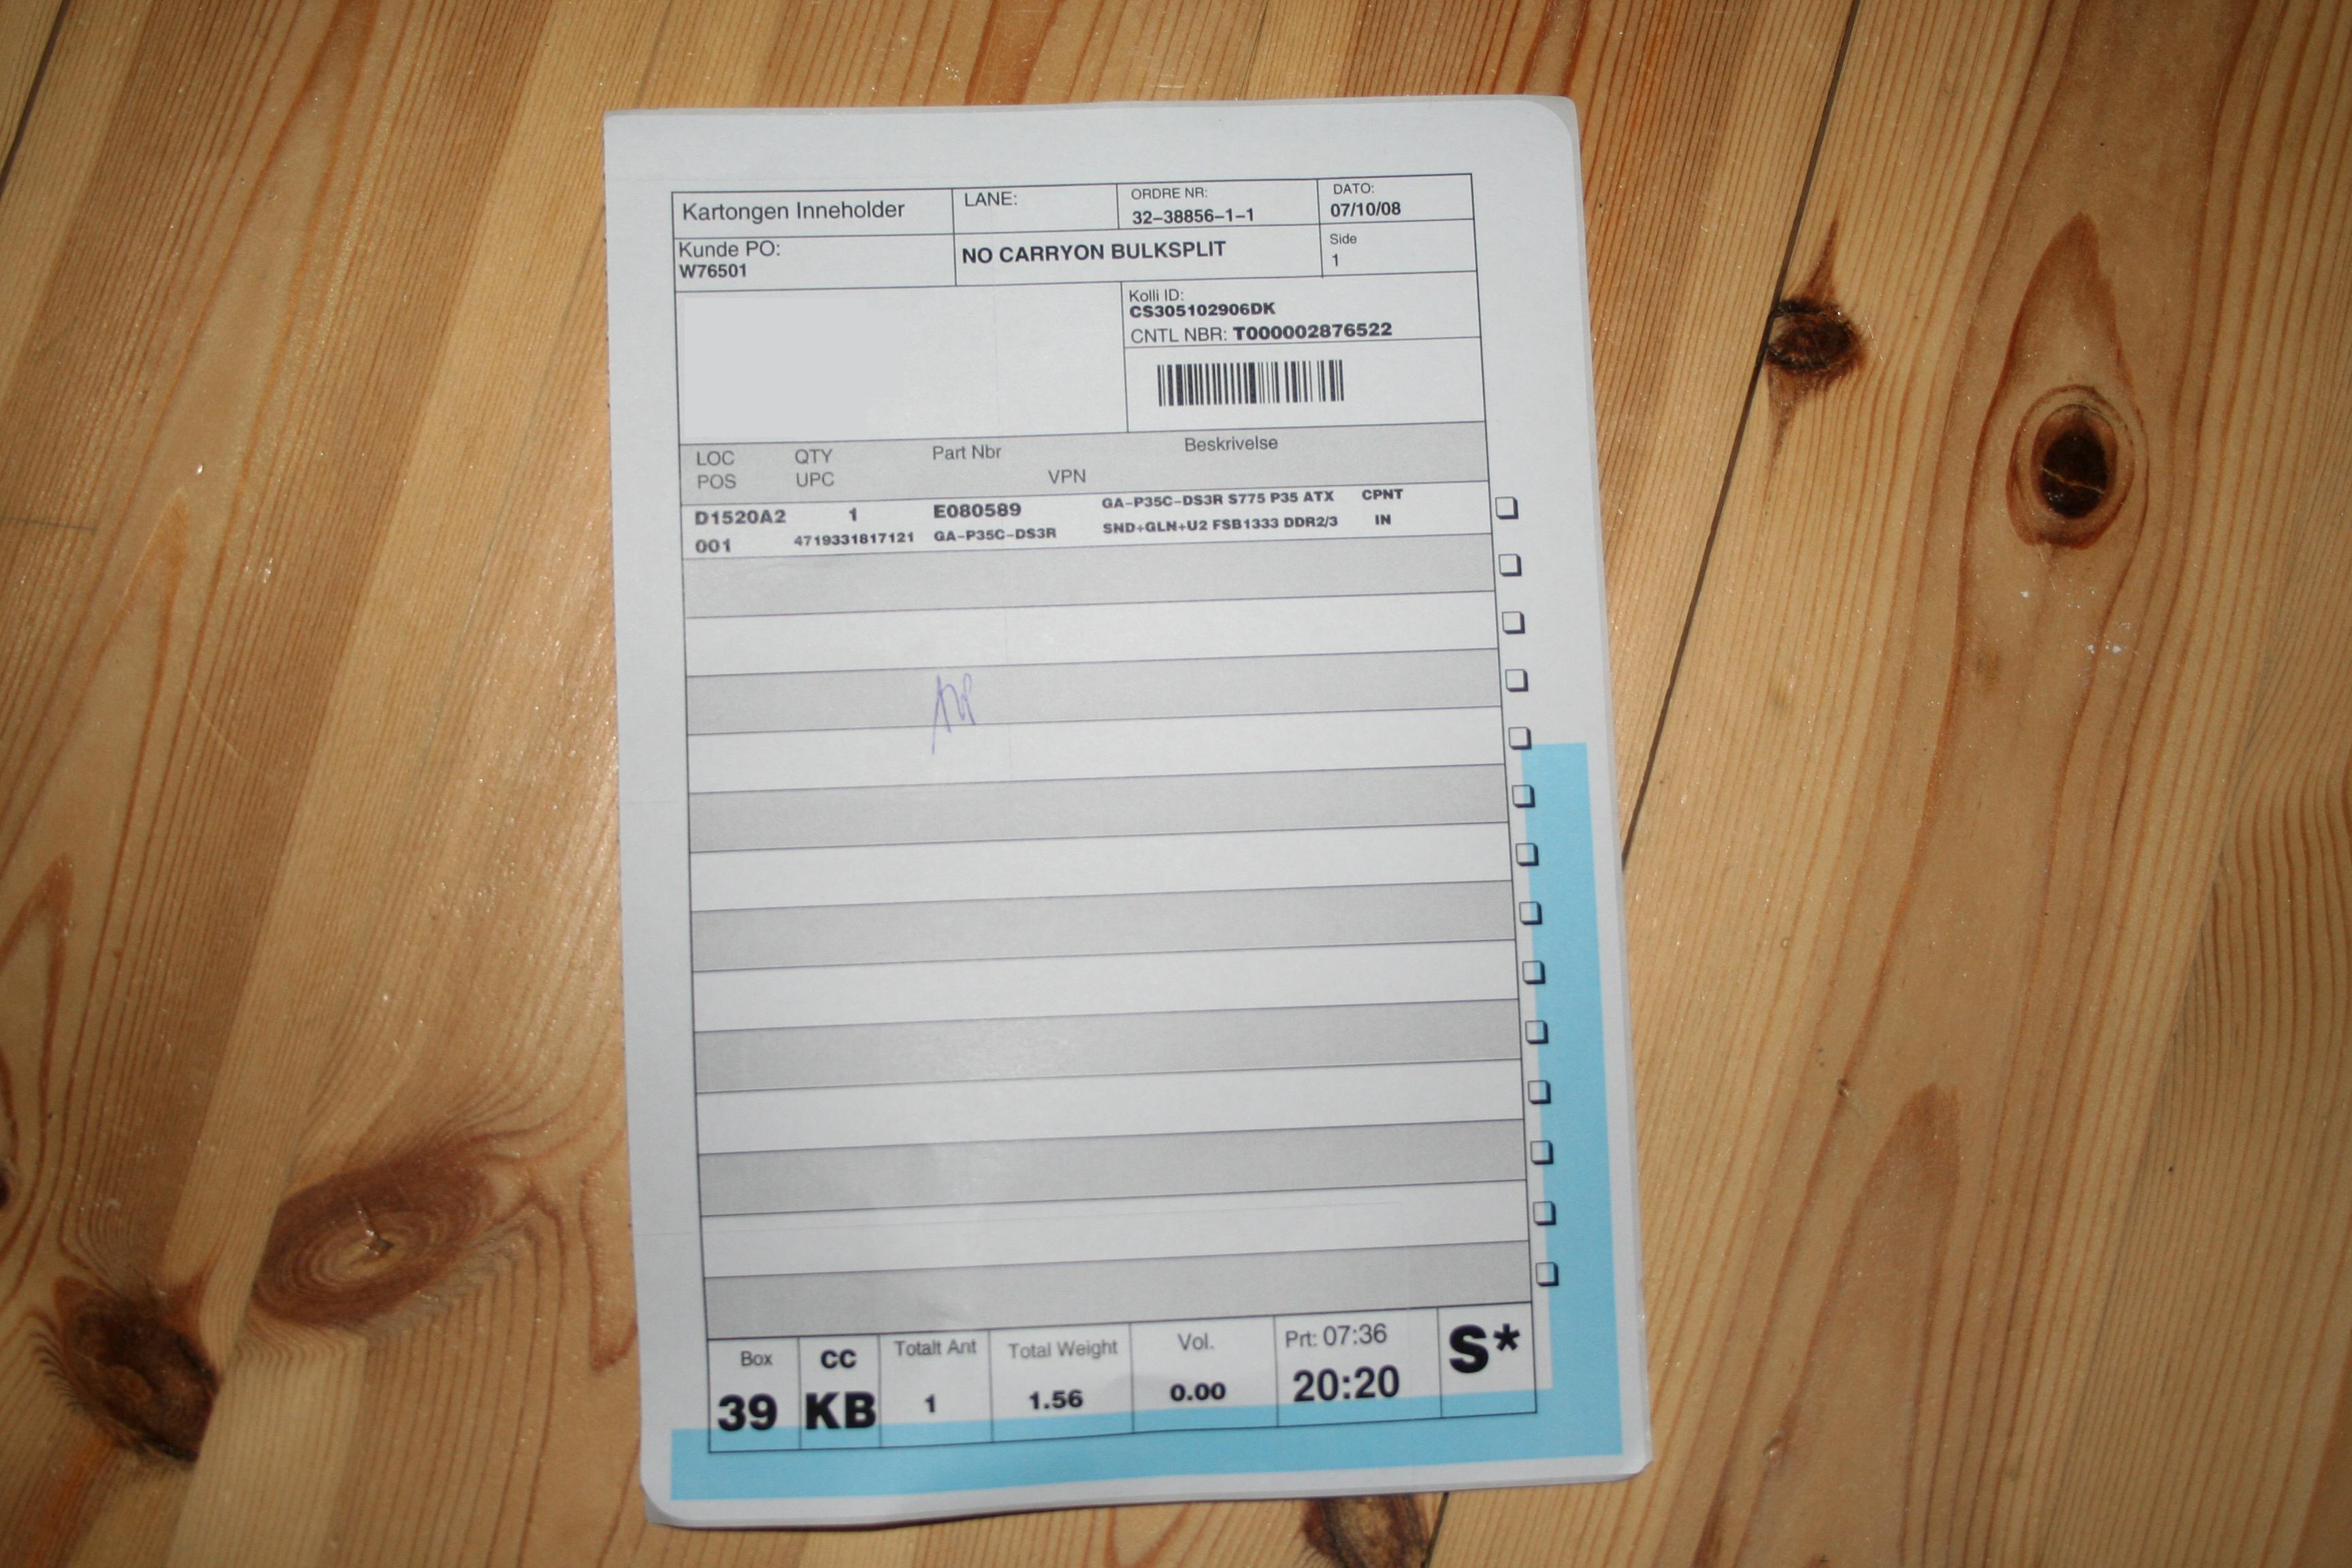 Kartongen Inneholder
LANE:
ORDRE NR:
32-38856-1-1
DATO:
07/10/08
Kunde PO:
W76501
NO CARRYON BULKSPLIT
Side
1
Kolli ID:
CS305102906DK
CNTL NBR: T000002876522
LOC QTY Part Nbr Beskrivelse
POS UPC VPN
D1520A2 1 E080589 GA-P35C-DS3R S775 P35 ATX CPNT
001 4719331817121 GA-P35C-DS3R SND+GLN+U2 FSB1333 DDR2/3 IN
Box
39
CC
KB
Totalt Ant
1
Total Weight
1.56
Vol.
0.00
Prt: 07:36
20:20
S*